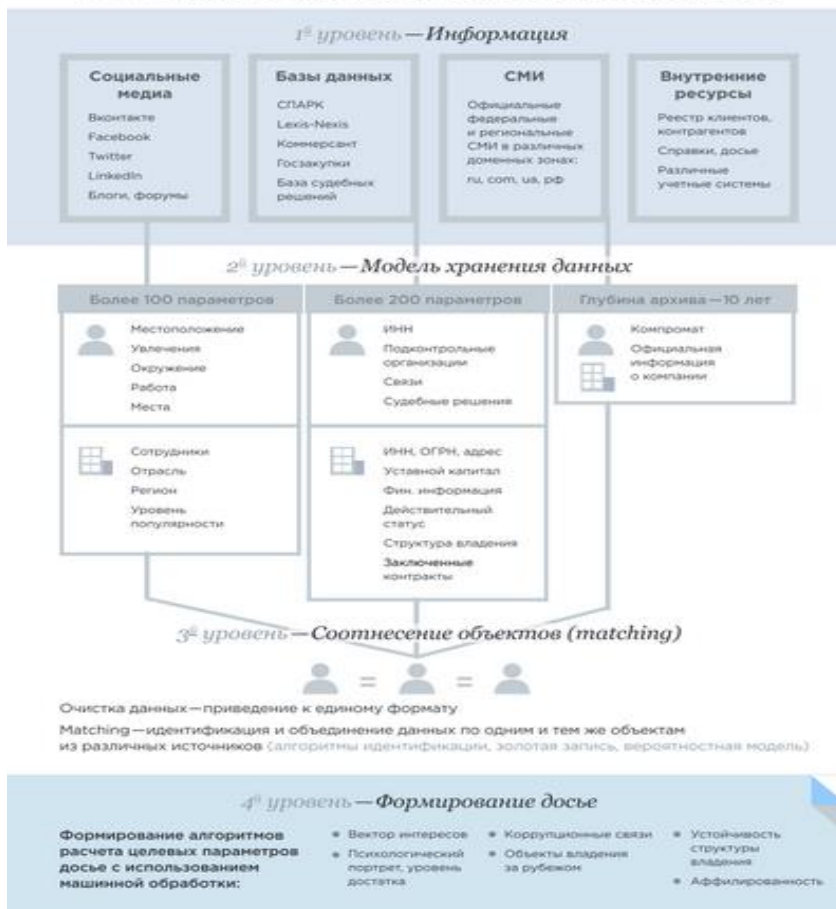 1й уровень—Информация
Социальные
медиа
Вконтакте
Facebook
Twitter
LinkedIn
Блоги, форумы
Базы данных
СПАРК
Lexis-Nexis
Коммерсант
Госзакупки
База судебных
решений
СМИ
Официальные
федеральные
и региональные
СМИ в различных
доменных зонах:
ru, com, ua, рф
Внутренние
ресурсы
Реестр клиентов,
контрагентов
Справки, досье
Различные
учетные системы
2й уровень—Модель хранения данных
Более 100 параметров
Местоположение
Увлечения
Окружение
Работа
Места
Сотрудники
Отрасль
Регион
Уровень
популярности
Более 200 параметров
ИНН
Подконтрольные
организации
Связи
Судебные решения
ИНН, ОГРН, адрес
Уставной капитал
Фин. информация
Действительный
статус
Структура владения
Заключенные
контракты
Глубина архива—10 лет
Компромат
Официальная
информация
о компании
3й уровень—Соотнесение объектов (matching)
= =
Очистка данных—приведение к единому формату
Matching—идентификация и объединение данных по одним и тем же объектам
из различных источников (алгоритмы идентификации, золотая запись, вероятностная модель)
4й уровень—Формирование досье
Формирование алгоритмов
расчета целевых параметров
досье с использованием
машинной обработки:
• Вектор интересов
• Психологический
портрет, уровень
достатка
• Коррупционные связи
• Объекты владения
за рубежом
• Устойчивость
структуры
владения
• Аффилированность